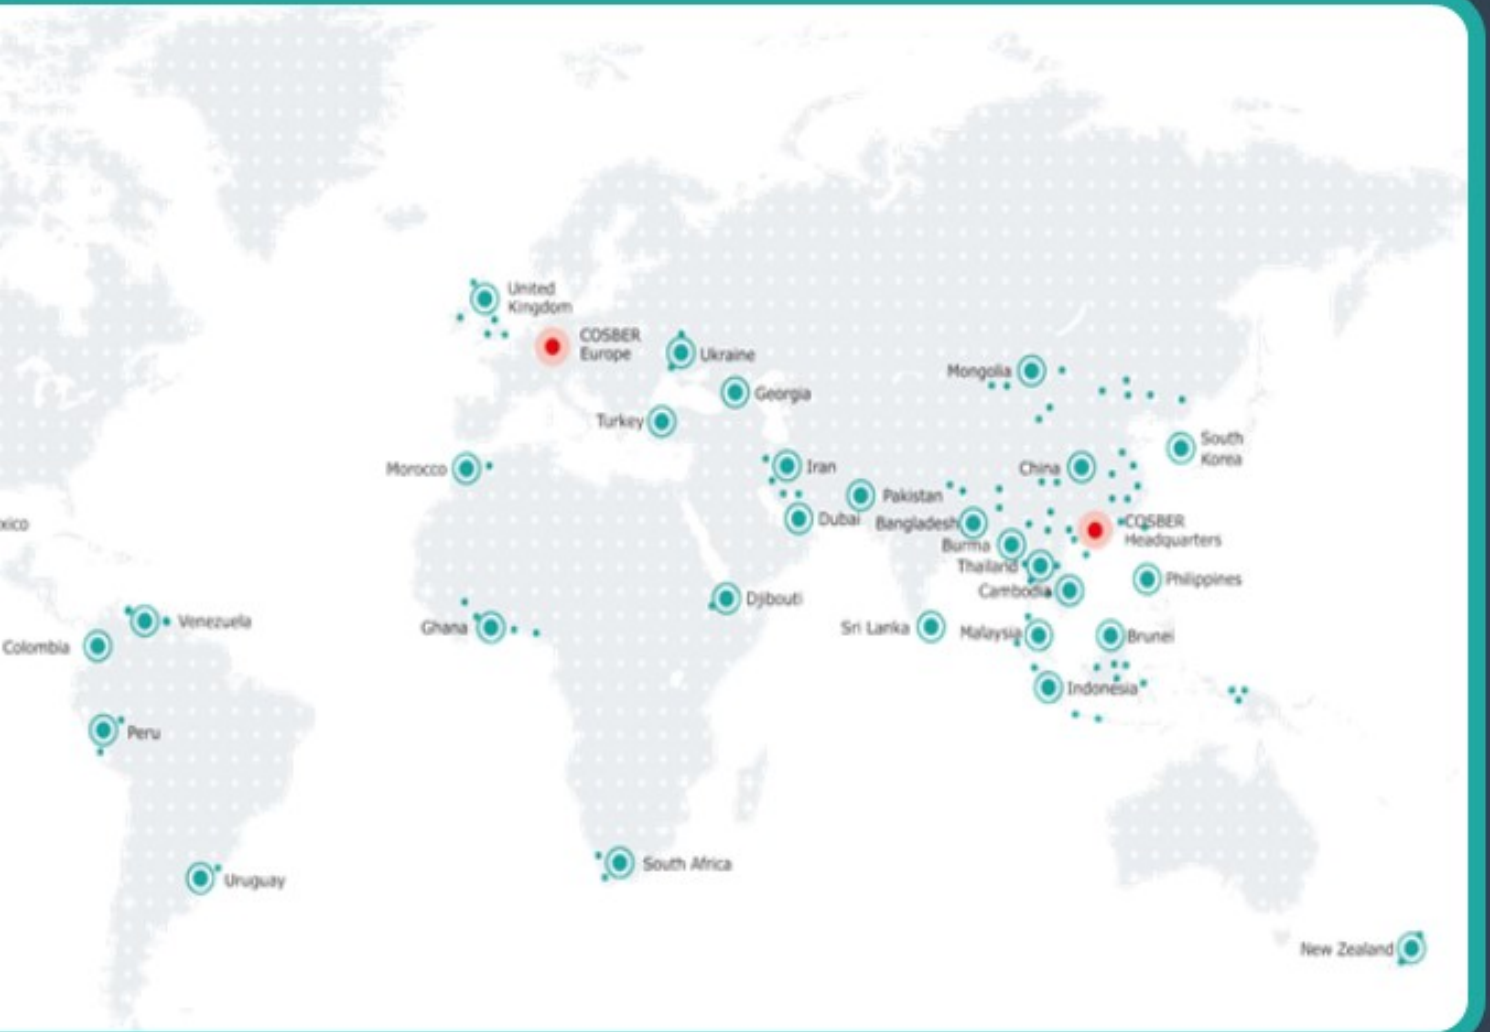 United
Kingdom
COSBER
Europe
Ukraine
Mongolia
Georgia
Turkey
South
Korea
Morocco
Iran
China
Pakistan
xico
Dubai
Bangladesh
COSBER
Headquarters
Burma
Thailand
Philippines
Cambodia
Djibouti
Venezuela
Ghana
Sri Lanka
Malaysia
Brunei
Colombia
Indonesia
Peru
South Africa
Uruguay
New Zealand